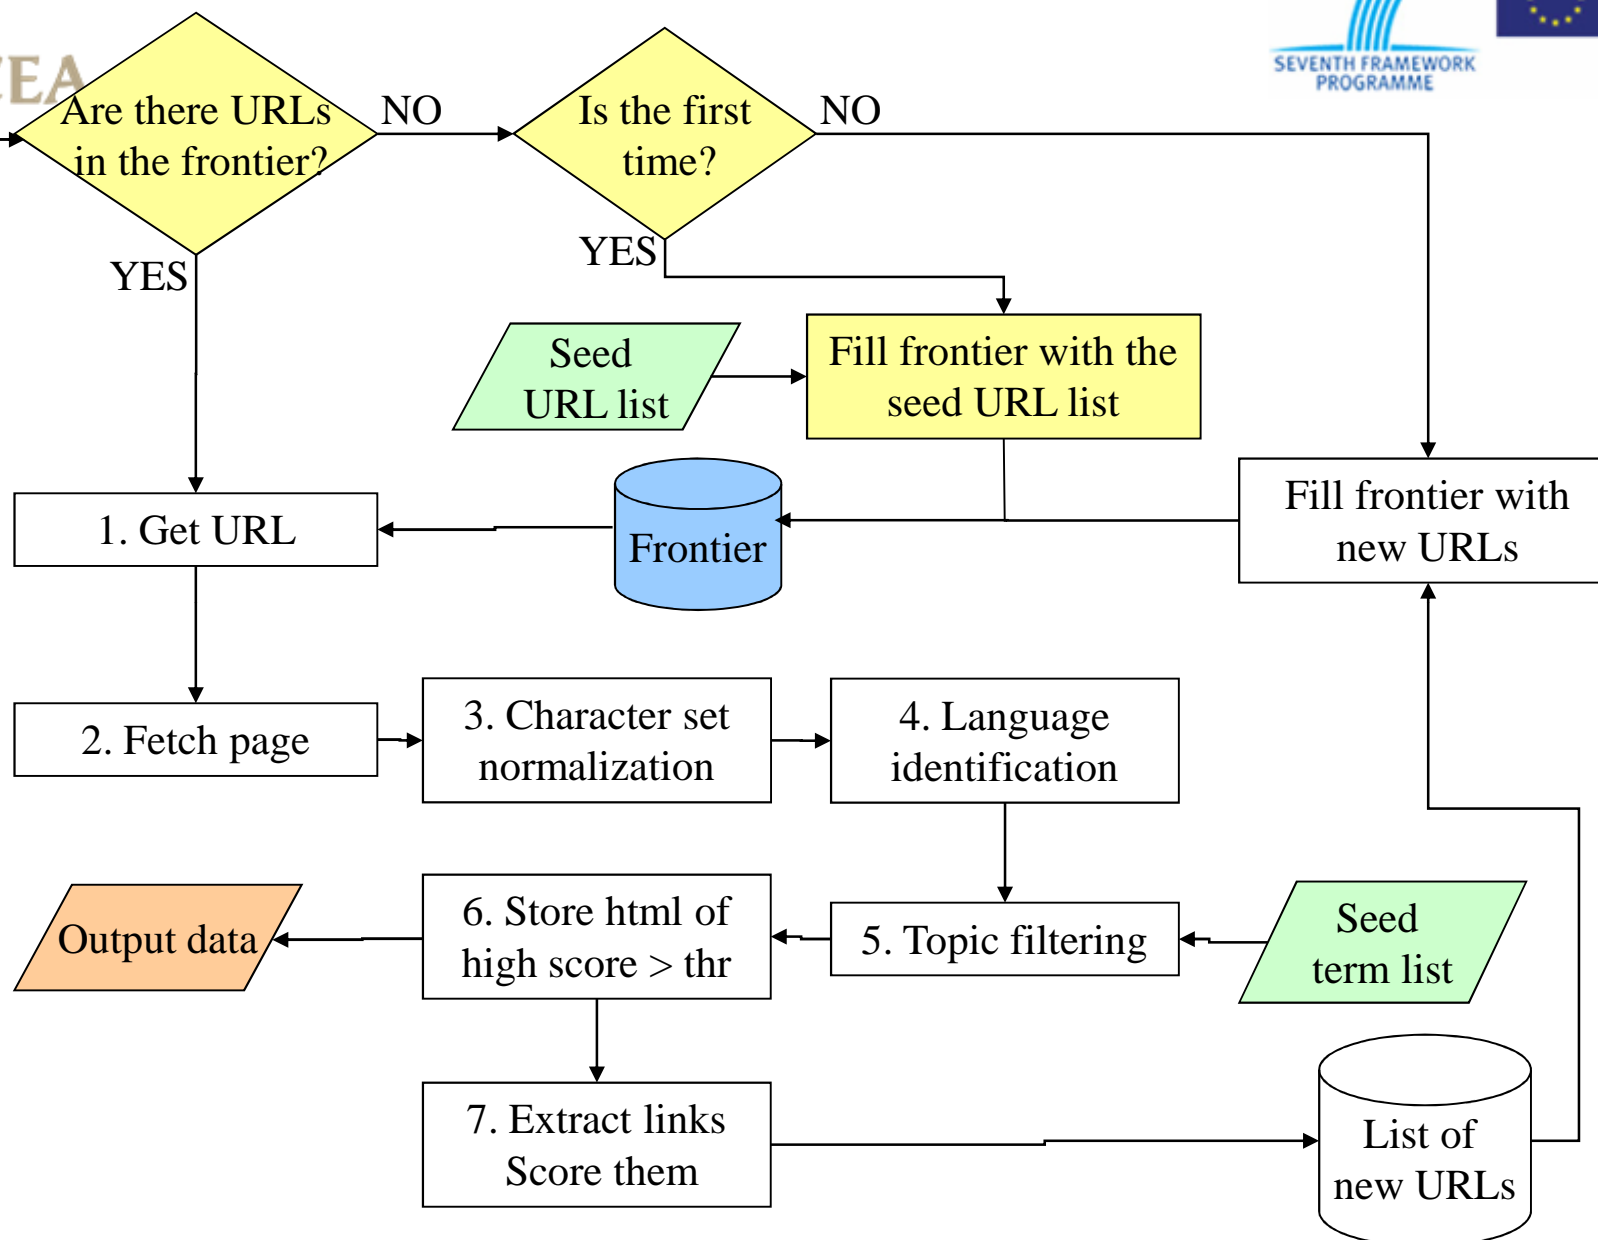 SEVENTH FRAMEWORK
PROGRAMME
Are there URLs
in the frontier?
NO
Is the first
time?
NO
YES
YES
Seed
URL list
Fill frontier with the
seed URL list
1. Get URL
Frontier
Fill frontier with
new URLs
2. Fetch page
3. Character set
normalization
4. Language
identification
Output data
6. Store html of
high score > thr
5. Topic filtering
Seed
term list
7. Extract links
Score them
List of
new URLs